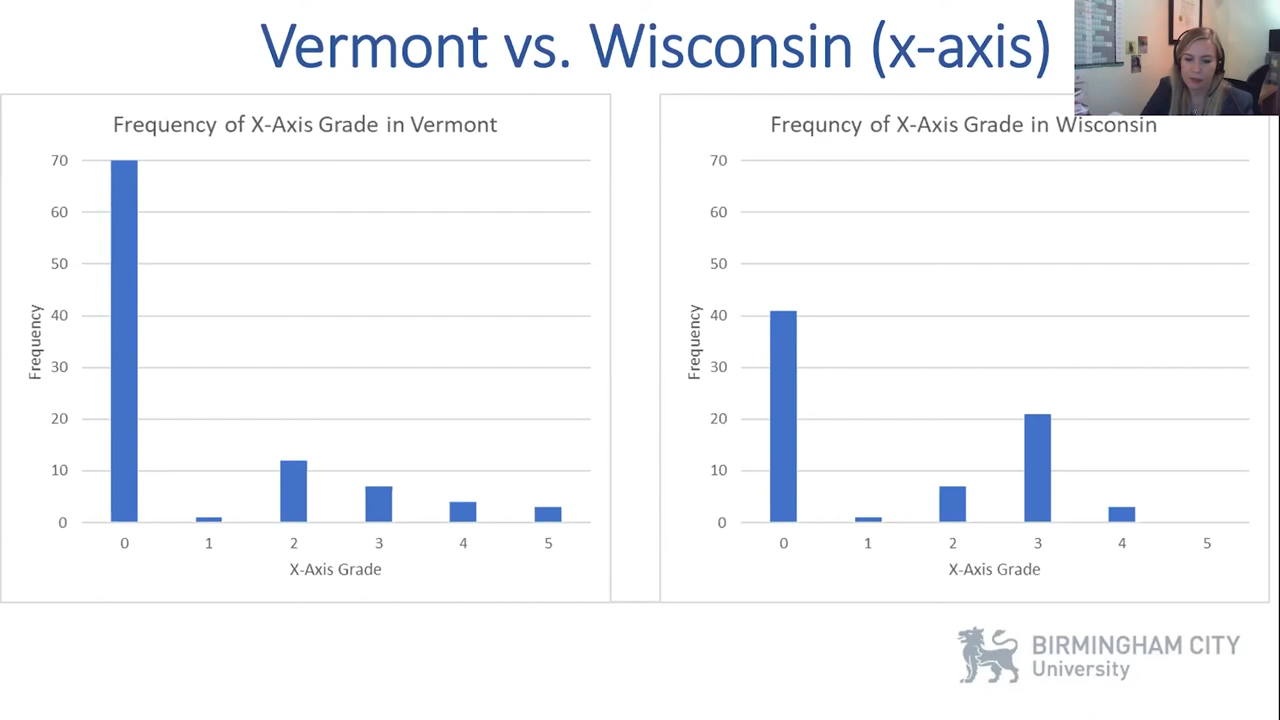 Vermont vs. Wisconsin (x-axis)
Frequency of X-Axis Grade in Vermont
70
60
50
40
30
20
10
0
Frequency
0 1 2 3 4 5
X-Axis Grade
Frequncy of X-Axis Grade in Wisconsin
70
60
50
40
30
20
10
0
Frequency
0 1 2 3 4 5
X-Axis Grade
BIRMINGHAM CITY
University